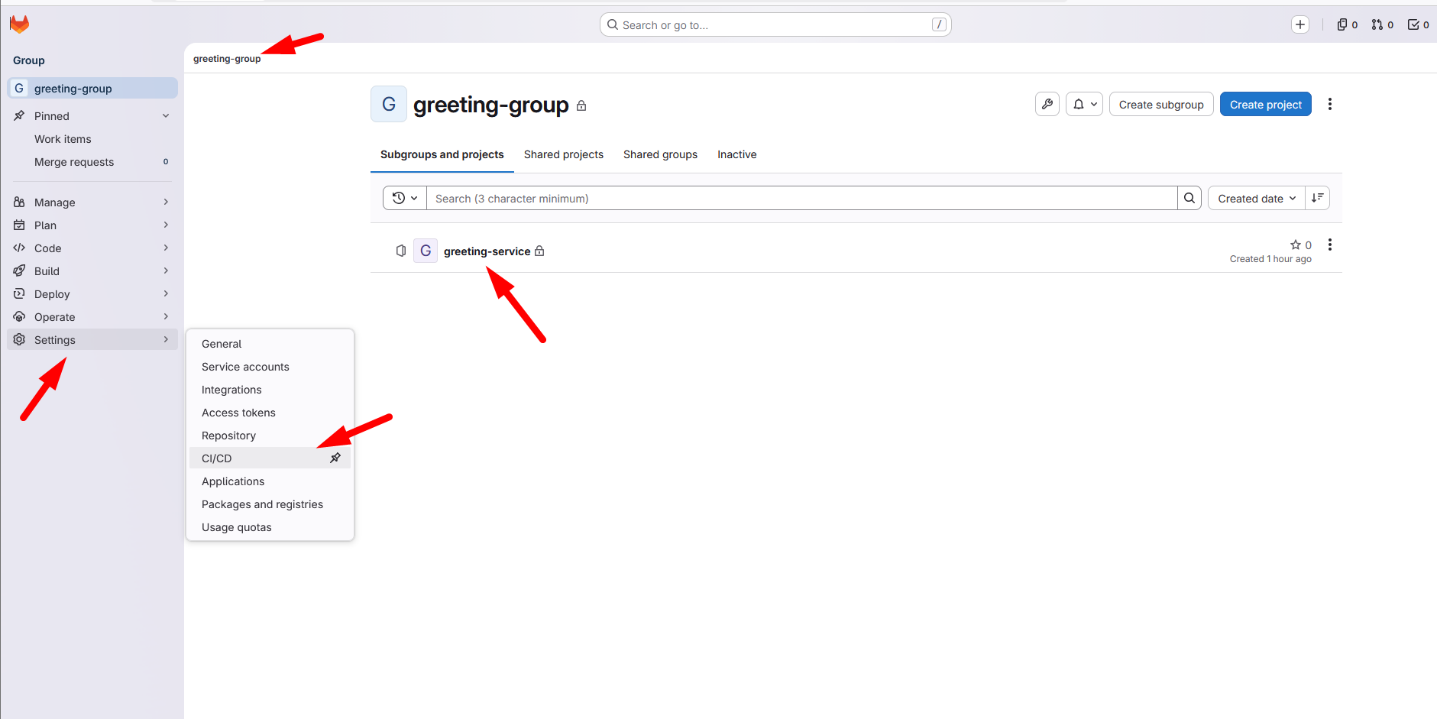 Search or go to...
/
0
0
0
Group
G greeting-group
Pinned
Work items
Merge requests 0
Manage
Plan
Code
Build
Deploy
Operate
Settings
greeting-group
G greeting-group
Create subgroup
Create project
Subgroups and projects
Shared projects
Shared groups
Inactive
Search (3 character minimum)
Created date
G greeting-service
0
Created 1 hour ago
General
Service accounts
Integrations
Access tokens
Repository
CI/CD
Applications
Packages and registries
Usage quotas